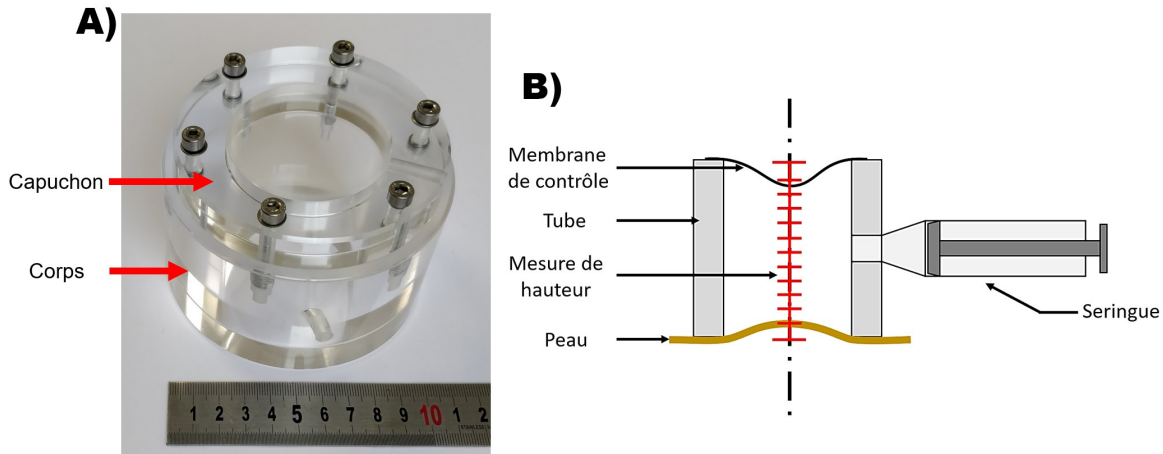 A)
Capuchon
Corps
1 2 3 4 5 6 7 8 9 10 1 2
B)
Membrane
de contrôle
Tube
Mesure de
hauteur
Peau
Seringue